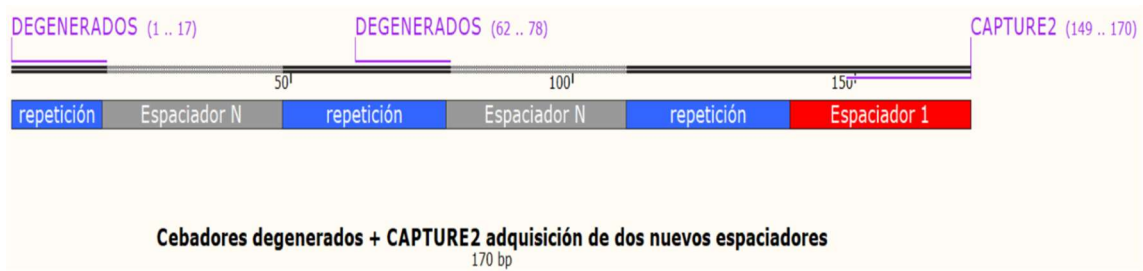 DEGENERADOS (1 .. 17) DEGENERADOS (62 .. 78) CAPTURE2 (149 .. 170)
50 100 150
repetición Espaciador N repetición Espaciador N repetición Espaciador 1
Cebadores degenerados + CAPTURE2 adquisición de dos nuevos espaciadores
170 bp